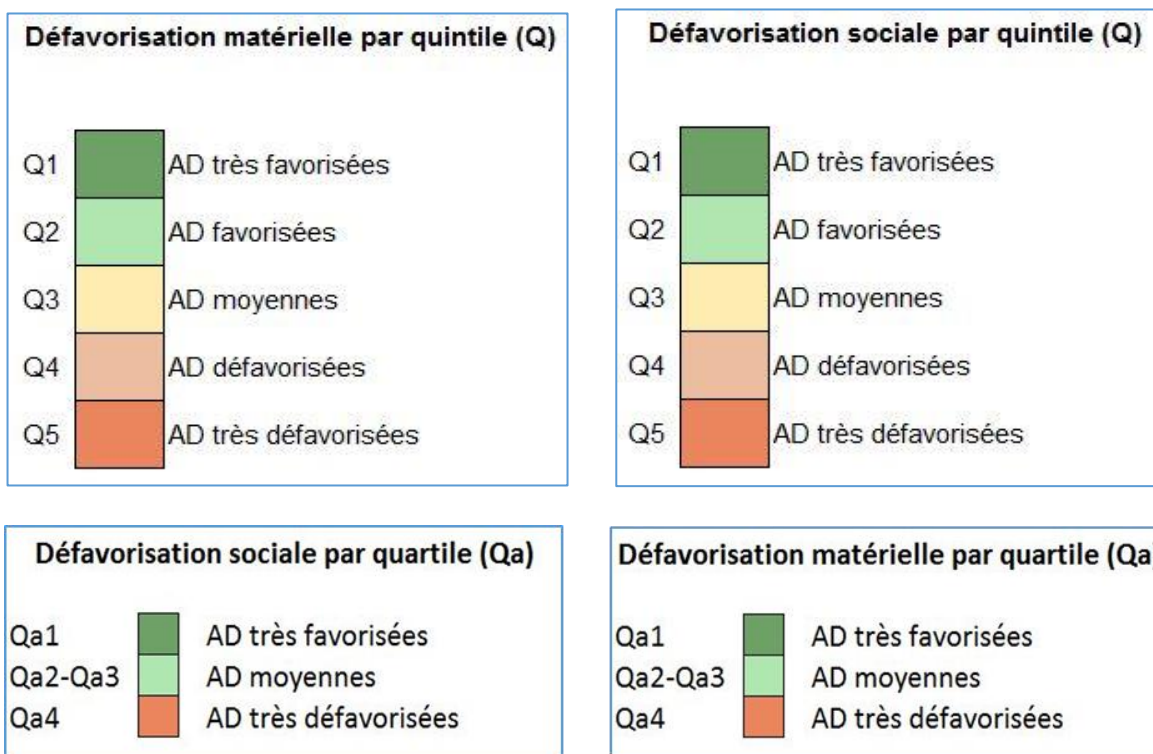 Défavorisation matérielle par quintile (Q)
Q1 AD très favorisées
Q2 AD favorisées
Q3 AD moyennes
Q4 AD défavorisées
Q5 AD très défavorisées
Défavorisation sociale par quintile (Q)
Q1 AD très favorisées
Q2 AD favorisées
Q3 AD moyennes
Q4 AD défavorisées
Q5 AD très défavorisées
Défavorisation sociale par quartile (Qa)
Qa1 AD très favorisées
Qa2-Qa3 AD moyennes
Qa4 AD très défavorisées
Défavorisation matérielle par quartile (Qa)
Qa1 AD très favorisées
Qa2-Qa3 AD moyennes
Qa4 AD très défavorisées